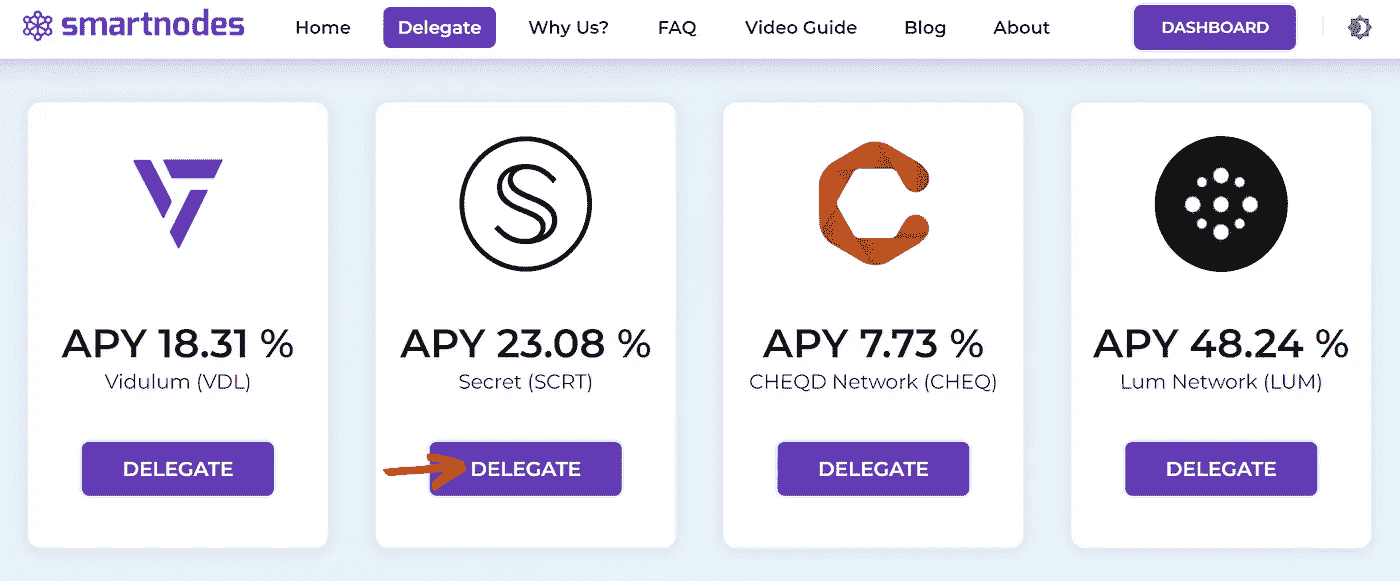 smartnodes Home Delegate Why Us? FAQ Video Guide Blog About DASHBOARD
APY 18.31 %
Vidulum (VDL)
DELEGATE
APY 23.08 %
Secret (SCRT)
DELEGATE
APY 7.73 %
CHEQD Network (CHEQ)
DELEGATE
APY 48.24 %
Lum Network (LUM)
DELEGATE